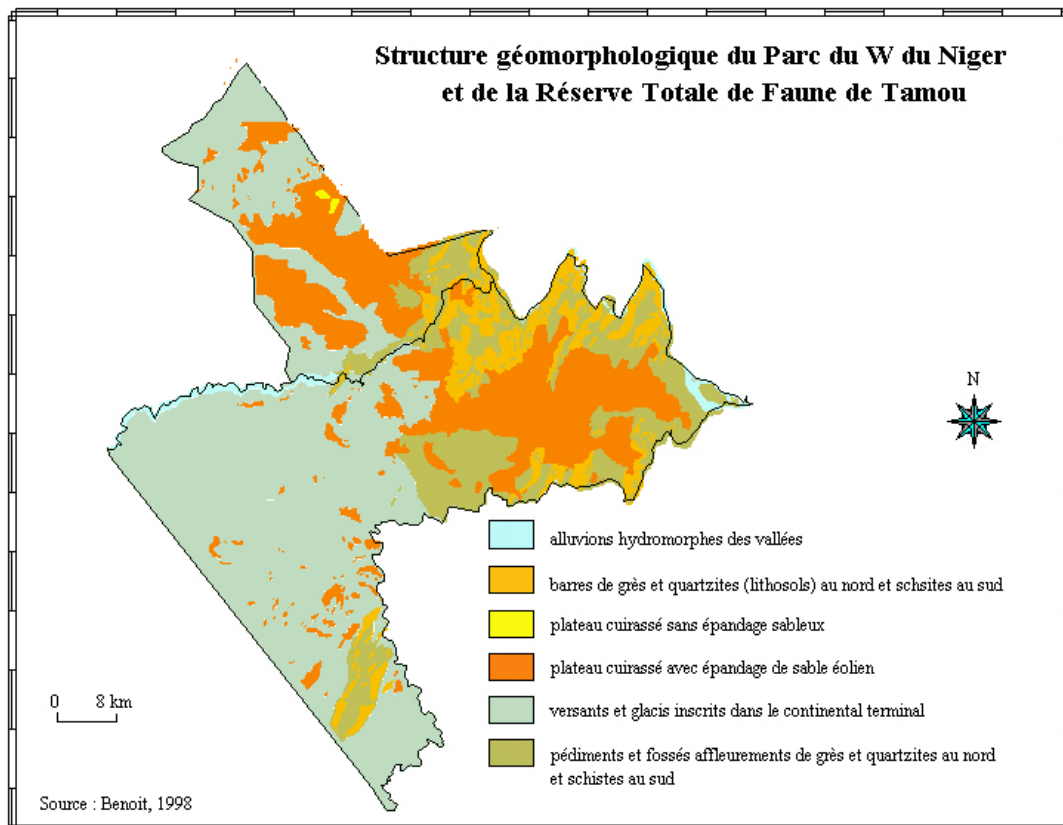 Structure géomorphologique du Parc du W du Niger
et de la Réserve Totale de Faune de Tamou
N
alluvions hydromorphes des vallées
barres de grès et quartzites (lithosols) au nord et schsites au sud
plateau cuirassé sans épandage sableux
plateau cuirassé avec épandage de sable éolien
versants et glacis inscrits dans le continental terminal
pédiments et fossés affleurements de grès et quartzites au nord
et schistes au sud
0 8 km
Source : Benoit, 1998